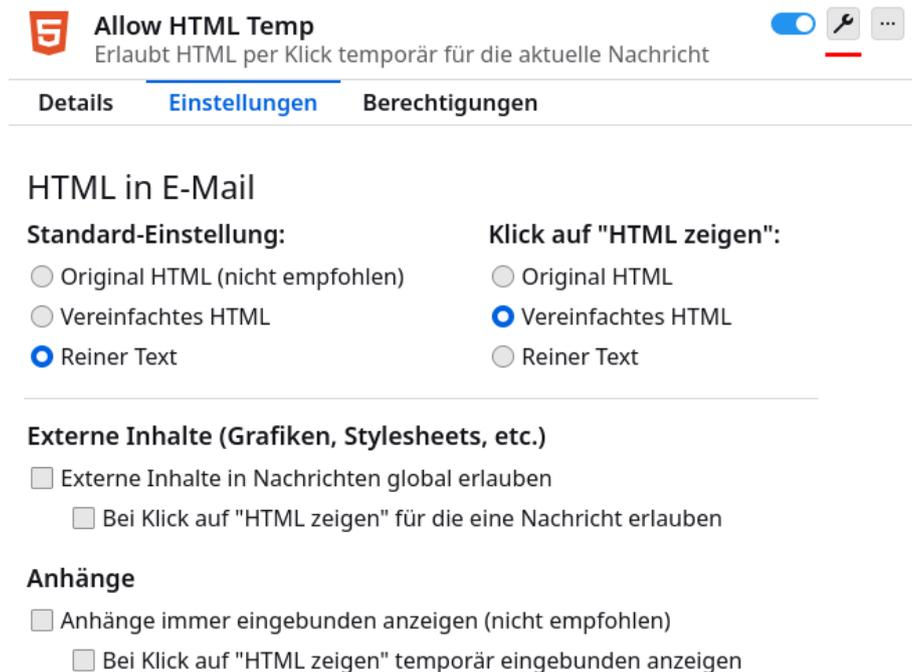 Allow HTML Temp
Erlaubt HTML per Klick temporär für die aktuelle Nachricht
Details Einstellungen Berechtigungen
HTML in E-Mail
Standard-Einstellung: Klick auf "HTML zeigen":
Original HTML (nicht empfohlen) Original HTML
Vereinfachtes HTML Vereinfachtes HTML
Reiner Text Reiner Text
Externe Inhalte (Grafiken, Stylesheets, etc.)
Externe Inhalte in Nachrichten global erlauben
Bei Klick auf "HTML zeigen" für die eine Nachricht erlauben
Anhänge
Anhänge immer eingebunden anzeigen (nicht empfohlen)
Bei Klick auf "HTML zeigen" temporär eingebunden anzeigen